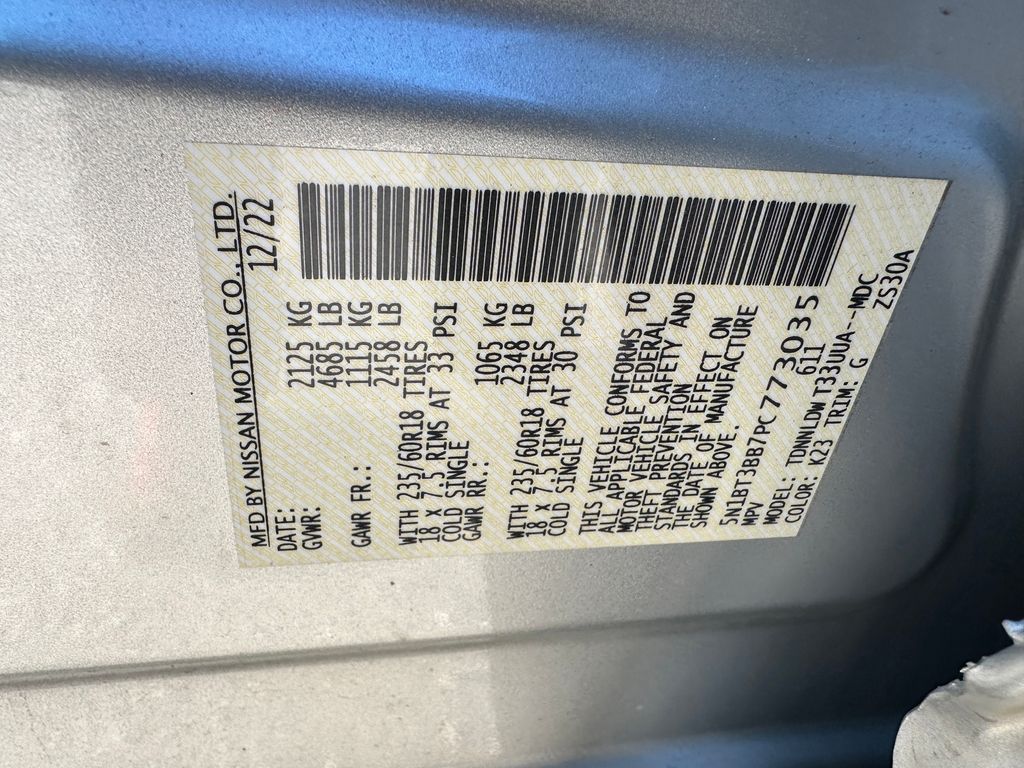 MFD BY NISSAN MOTOR CO., LTD.
DATE: 12/22
GVWR: 2125 KG
4685 LB
GAWR FR.: 1115 KG
2458 LB
WITH 235/60R18 TIRES
18 x 7.5 RIMS AT 33 PSI
COLD SINGLE
GAWR RR.: 1065 KG
2348 LB
WITH 235/60R18 TIRES
18 x 7.5 RIMS AT 30 PSI
COLD SINGLE
THIS VEHICLE CONFORMS TO
ALL APPLICABLE FEDERAL
MOTOR VEHICLE SAFETY AND
THEFT PREVENTION
STANDARDS IN EFFECT ON
THE DATE OF MANUFACTURE
SHOWN ABOVE.
5N1BT3BB7PC773035
MPV 611
MODEL: TDNNLDW T33UUA--MDC
COLOR: K23 TRIM: G ZS30A